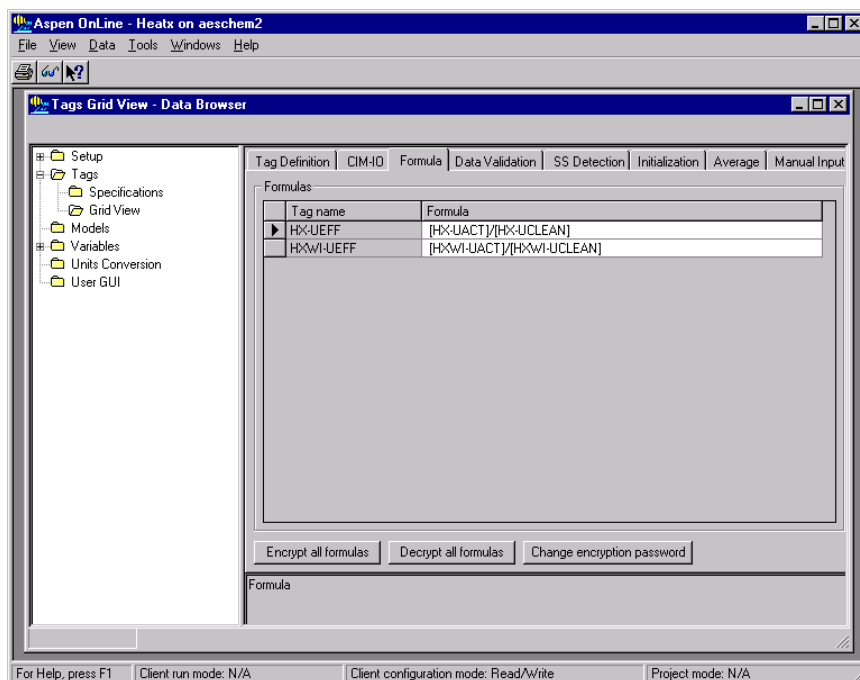 Aspen OnLine - Heatx on aeschem2
File View Data Tools Windows Help
Tags Grid View - Data Browser
Setup
Tags
Specifications
Grid View
Models
Variables
Units Conversion
User GUI
Tag Definition CIM-IO Formula Data Validation SS Detection Initialization Average Manual Input
Formulas
Tag name Formula
HX-UEFF [HX-UACT]/[HX-UCLEAN]
HXWI-UEFF [HXWI-UACT]/[HXWI-UCLEAN]
Encrypt all formulas Decrypt all formulas Change encryption password
Formula
For Help, press F1 Client run mode: N/A Client configuration mode: Read/Write Project mode: N/A